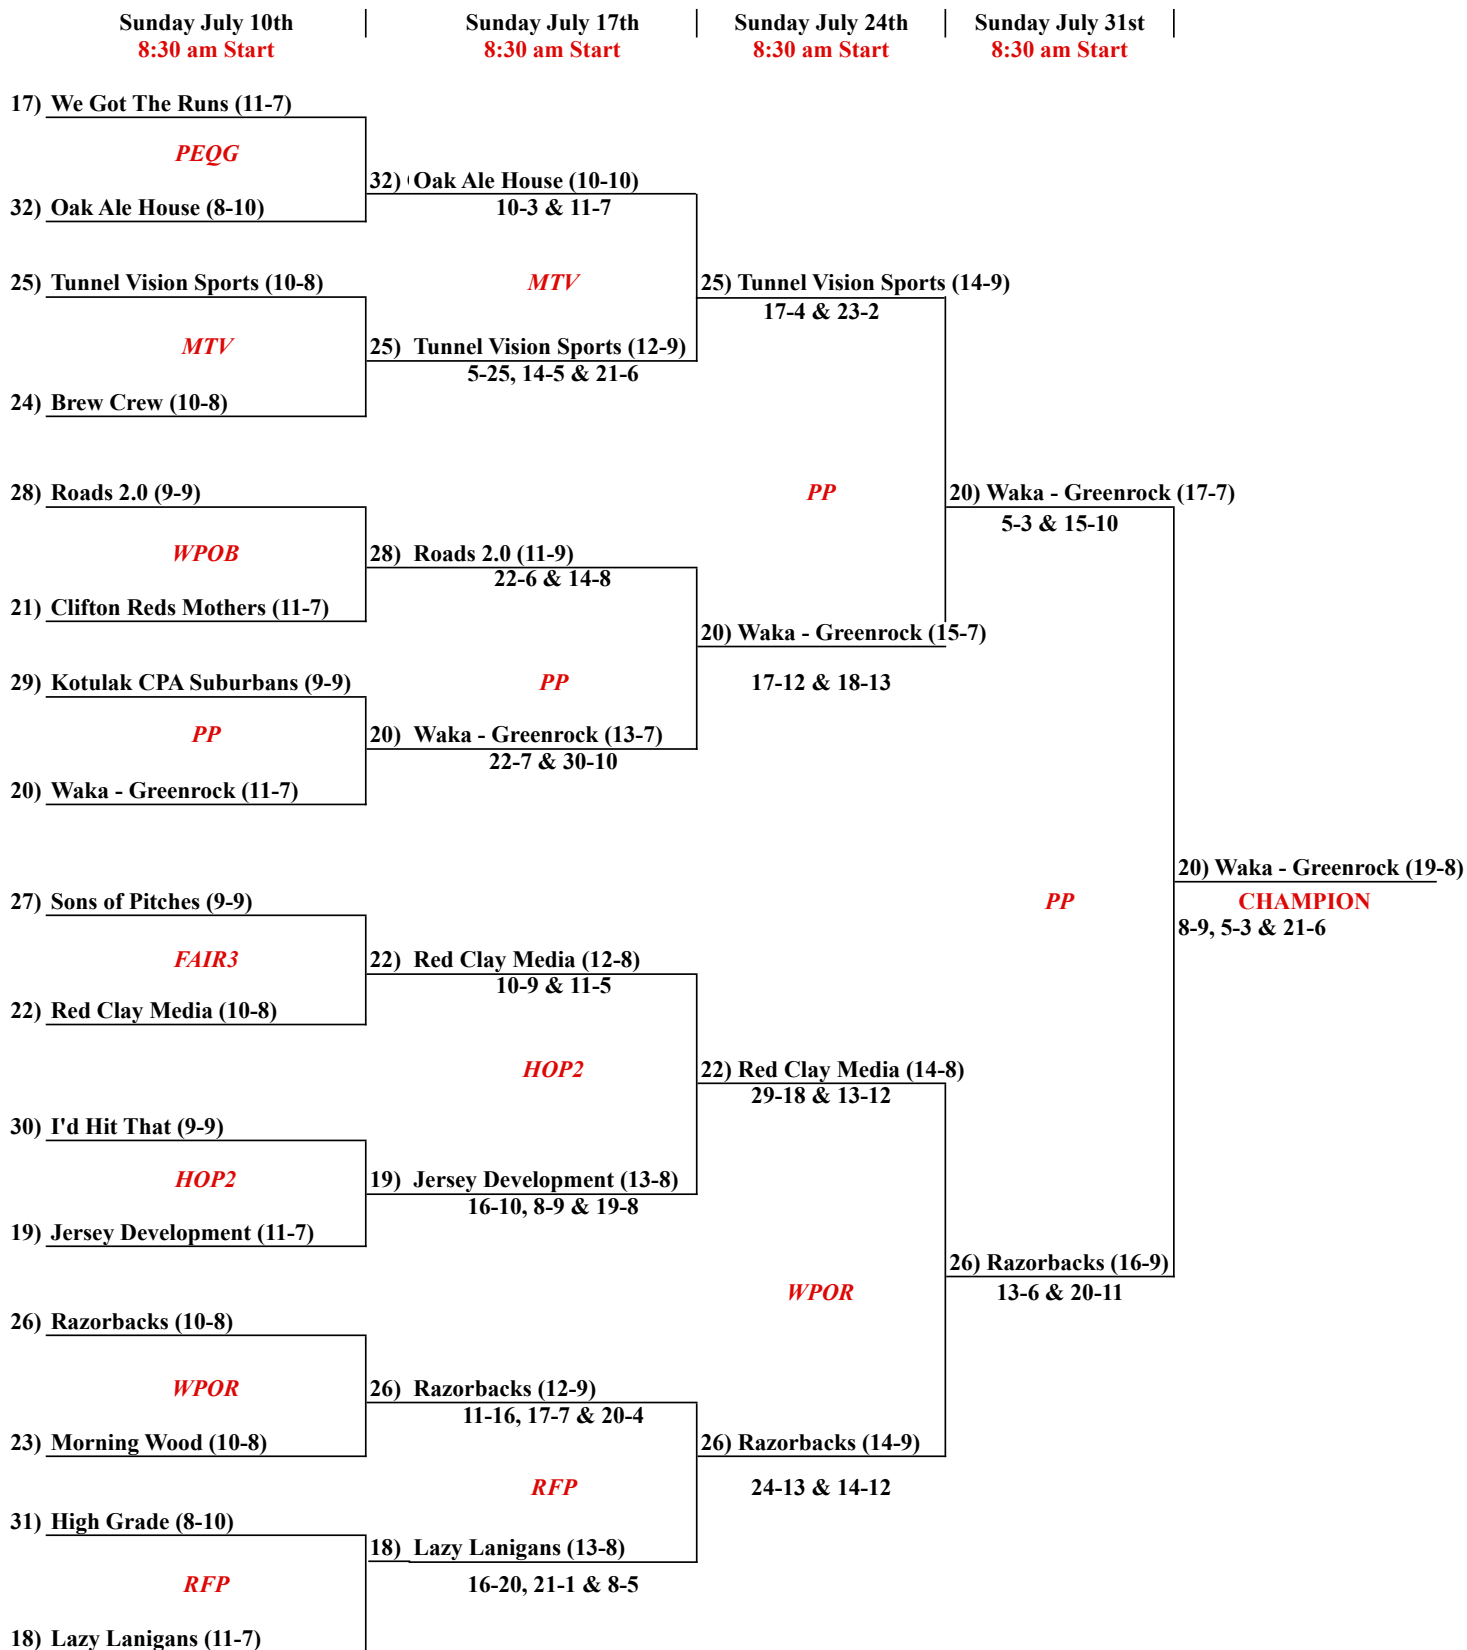 Sunday July 10th Sunday July 17th Sunday July 24th Sunday July 31st
8:30 am Start 8:30 am Start 8:30 am Start 8:30 am Start
17) We Got The Runs (11-7)
PEQG
32) Oak Ale House (10-10)
32) Oak Ale House (8-10) 10-3 & 11-7
25) Tunnel Vision Sports (10-8) MTV 25) Tunnel Vision Sports (14-9)
17-4 & 23-2
MTV 25) Tunnel Vision Sports (12-9)
5-25, 14-5 & 21-6
24) Brew Crew (10-8)
28) Roads 2.0 (9-9) PP 20) Waka - Greenrock (17-7)
5-3 & 15-10
WPOB 28) Roads 2.0 (11-9)
22-6 & 14-8
21) Clifton Reds Mothers (11-7)
20) Waka - Greenrock (15-7)
29) Kotulak CPA Suburbans (9-9) PP 17-12 & 18-13
PP 20) Waka - Greenrock (13-7)
22-7 & 30-10
20) Waka - Greenrock (11-7)
20) Waka - Greenrock (19-8)
27) Sons of Pitches (9-9) PP CHAMPION
8-9, 5-3 & 21-6
FAIR3 22) Red Clay Media (12-8)
10-9 & 11-5
22) Red Clay Media (10-8)
HOP2 22) Red Clay Media (14-8)
29-18 & 13-12
30) I'd Hit That (9-9)
HOP2 19) Jersey Development (13-8)
16-10, 8-9 & 19-8
19) Jersey Development (11-7)
26) Razorbacks (16-9)
WPOR 13-6 & 20-11
26) Razorbacks (10-8)
WPOR 26) Razorbacks (12-9)
11-16, 17-7 & 20-4
23) Morning Wood (10-8) 26) Razorbacks (14-9)
RFP 24-13 & 14-12
31) High Grade (8-10)
18) Lazy Lanigans (13-8)
RFP 16-20, 21-1 & 8-5
18) Lazy Lanigans (11-7)